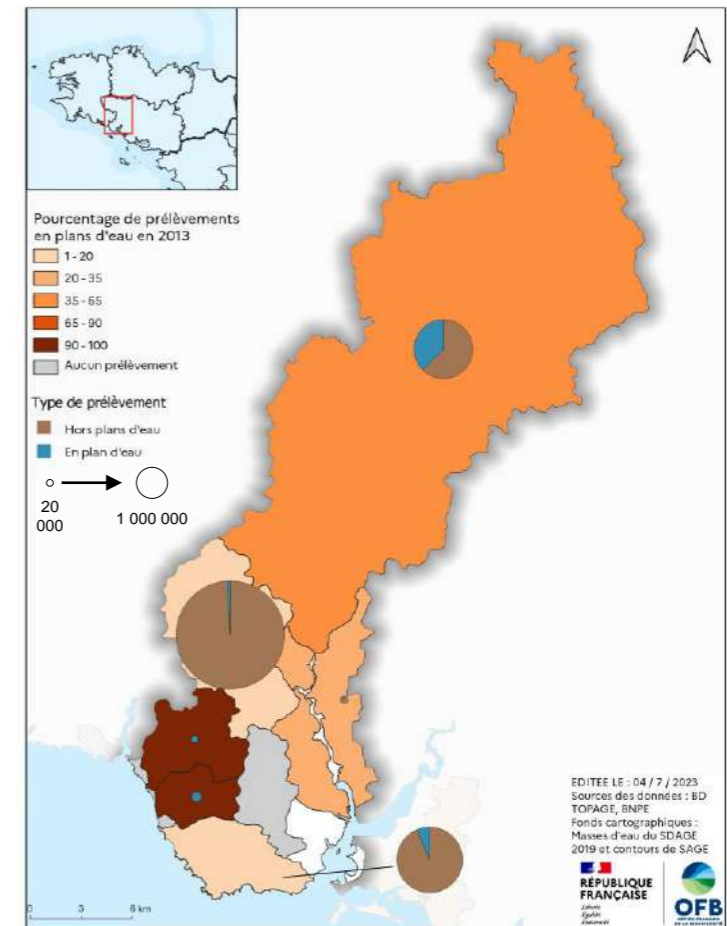 Pourcentage de prélèvements
en plans d'eau en 2013
1 - 20
20 - 35
35 - 65
65 - 90
90 - 100
Aucun prélèvement
Type de prélèvement
Hors plans d'eau
En plan d'eau
20
000
1 000 000
EDITEE LE : 04 / 7 / 2023
Sources des données : BD
TOPAGE, BNPE
Fonds cartographiques :
Masses d'eau du SDAGE
2019 et contours de SAGE
RÉPUBLIQUE
FRANÇAISE
Liberté
Égalité
Fraternité
OFB
0 3 6 km